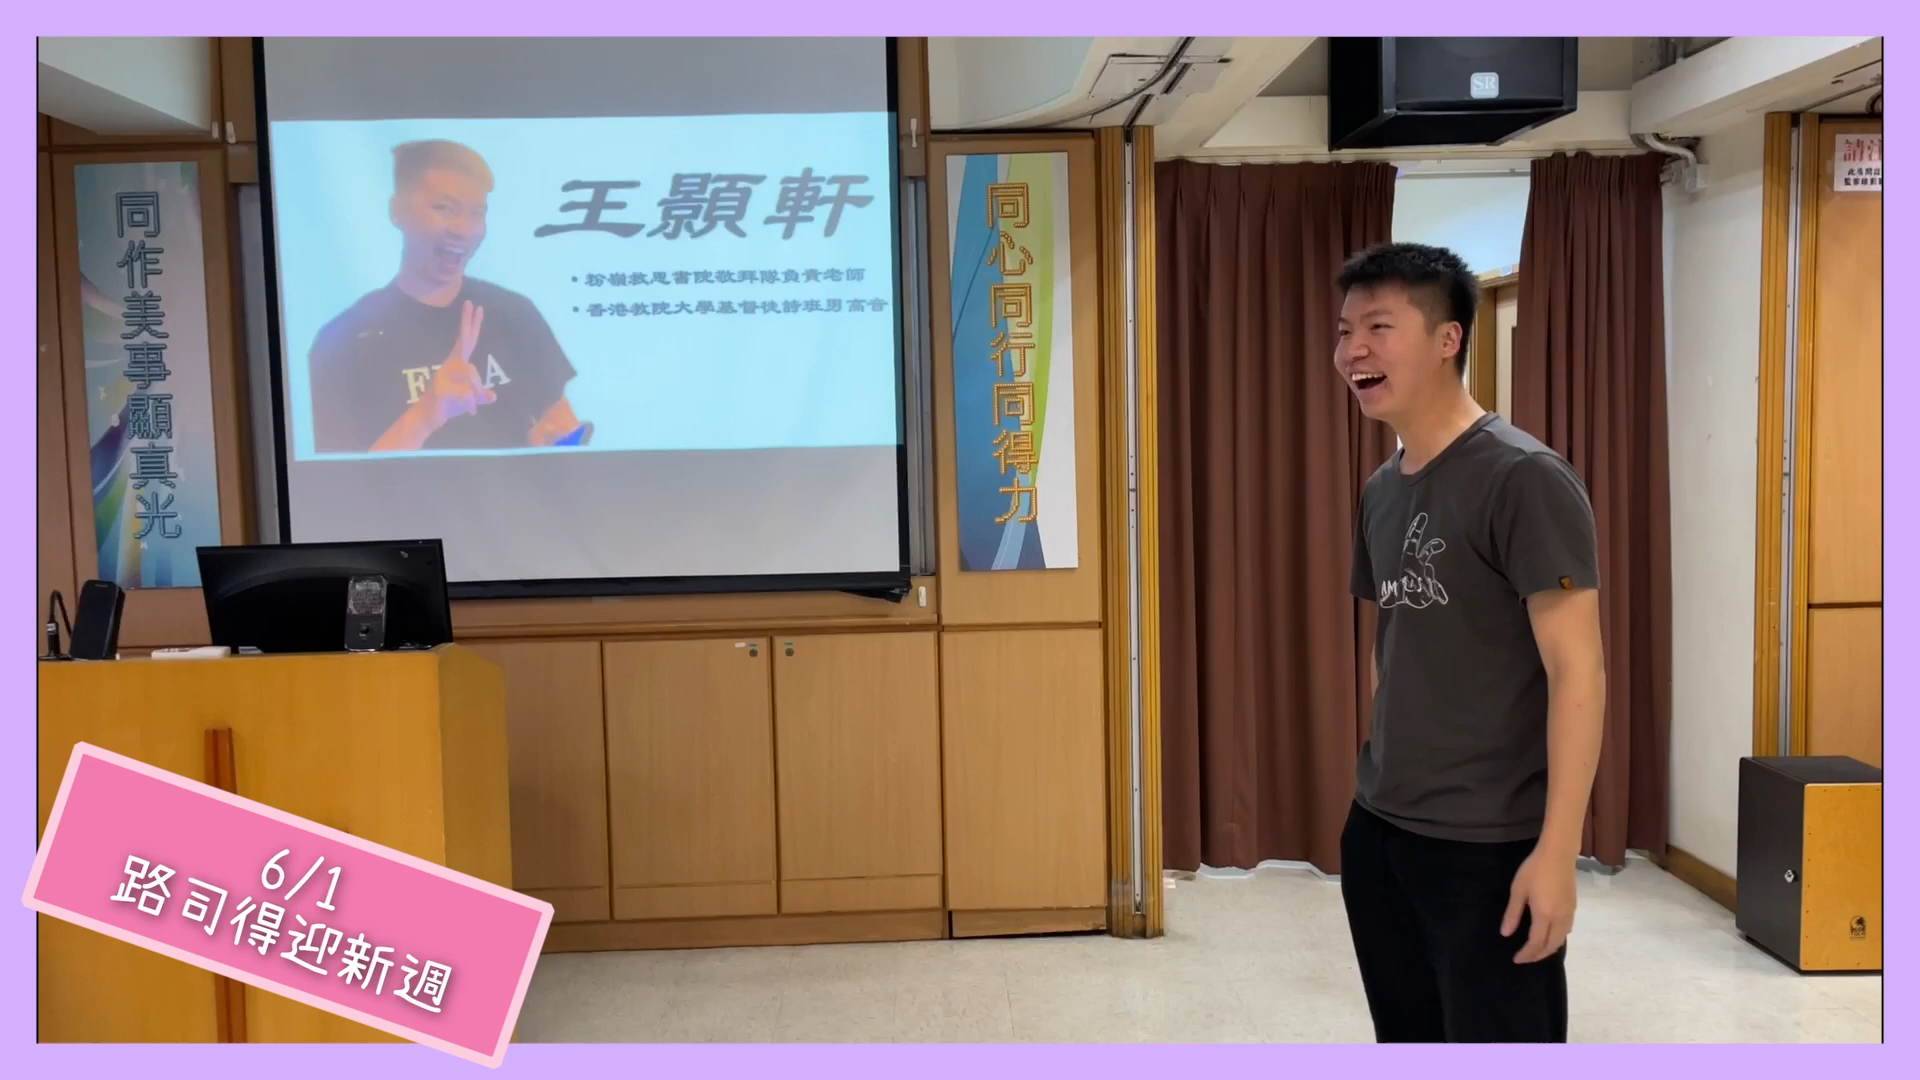 同作美事顯真光
王顥軒
• 粉嶺救恩書院敬拜隊負責老師
• 香港教院大學基督徒詩班男高音
同心同行同得力
SR
6/1
路司得迎新週